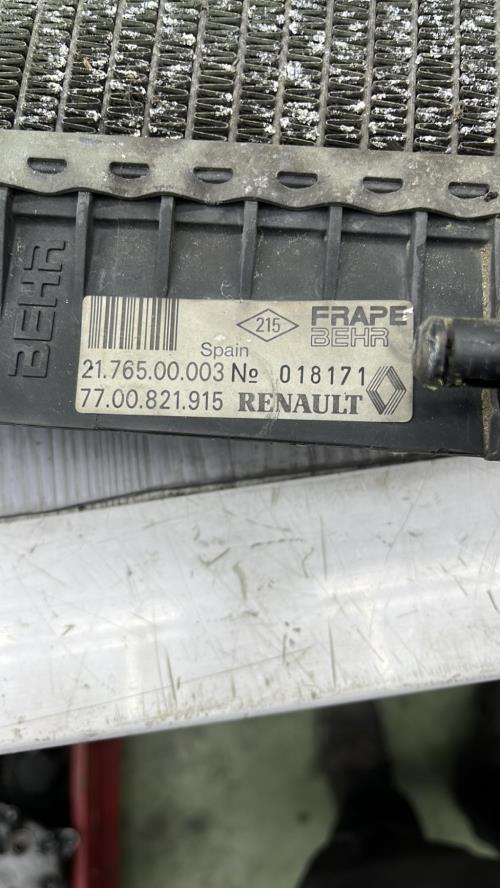 BEHR
215
FRAPE
BEHR
Spain
21.765.00.003 No 018171
77.00.821.915 RENAULT